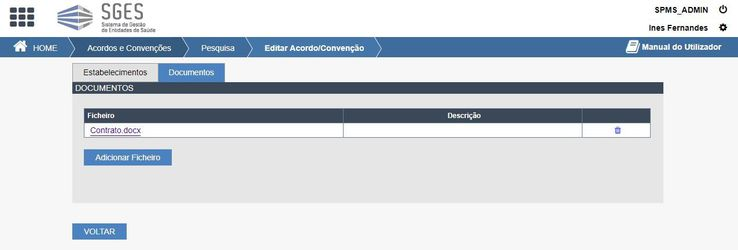 SGES
Sistema de Gestão
de Entidades de Saúde
SPMS_ADMIN
Ines Fernandes
HOME
Acordos e Convenções
Pesquisa
Editar Acordo/Convenção
Manual do Utilizador
Estabelecimentos
Documentos
DOCUMENTOS
Ficheiro
Descrição
Contrato.docx
Adicionar Ficheiro
VOLTAR